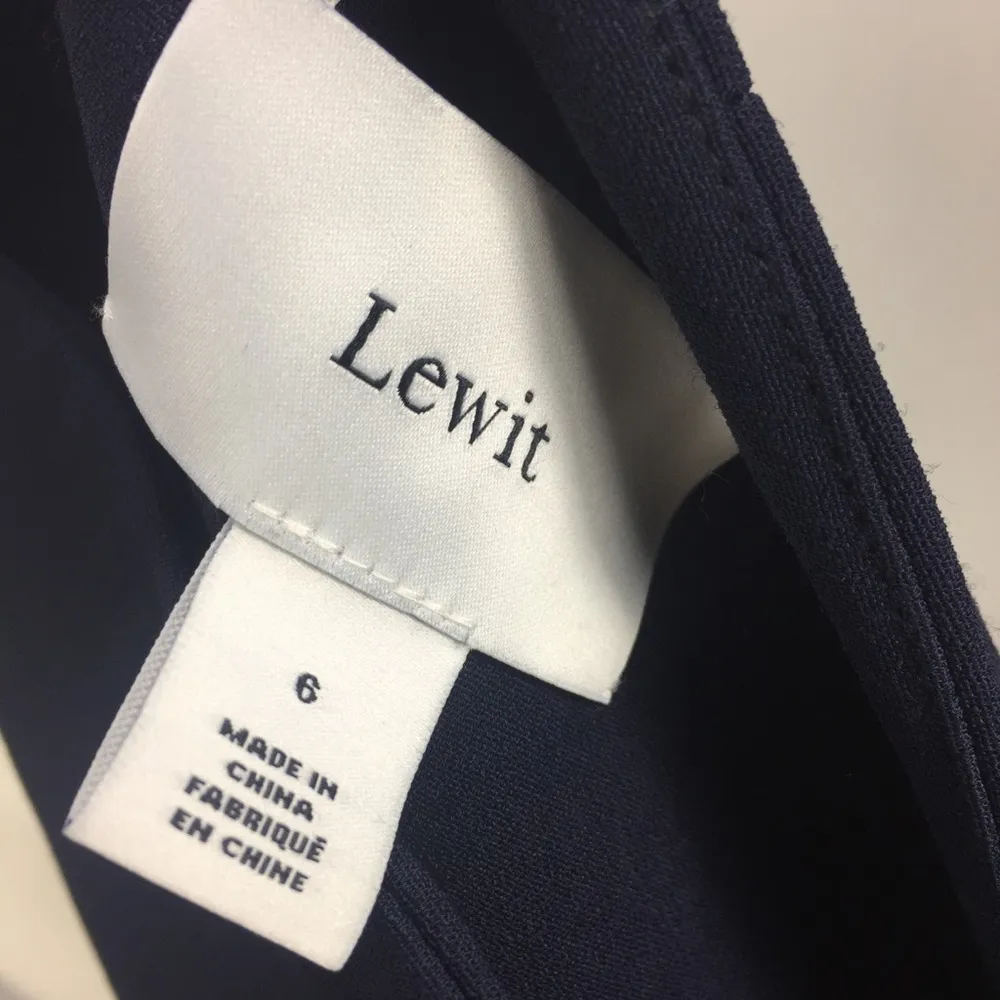 Lewit
6
MADE IN
CHINA
FABRIQUÉ
EN CHINE